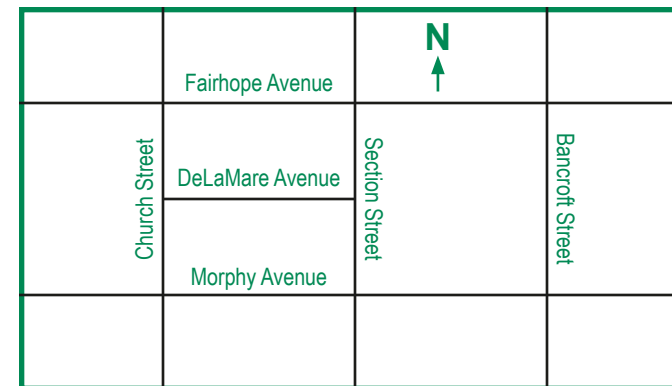 N
Fairhope Avenue
Church Street
DeLaMare Avenue
Section Street
Bancroft Street
Morphy Avenue